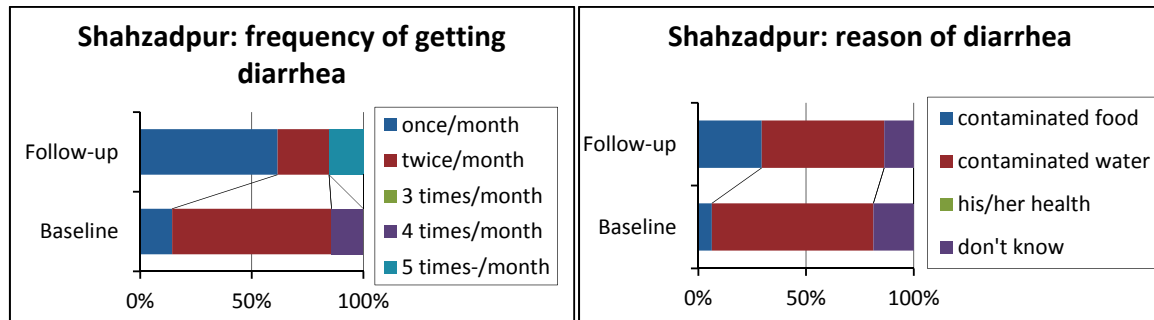 Shahzadpur: frequency of getting
diarrhea
Follow-up
Baseline
0%
50%
100%
once/month
twice/month
3 times/month
4 times/month
5 times-/month
Shahzadpur: reason of diarrhea
Follow-up
Baseline
0%
50%
100%
contaminated food
contaminated water
his/her health
don't know